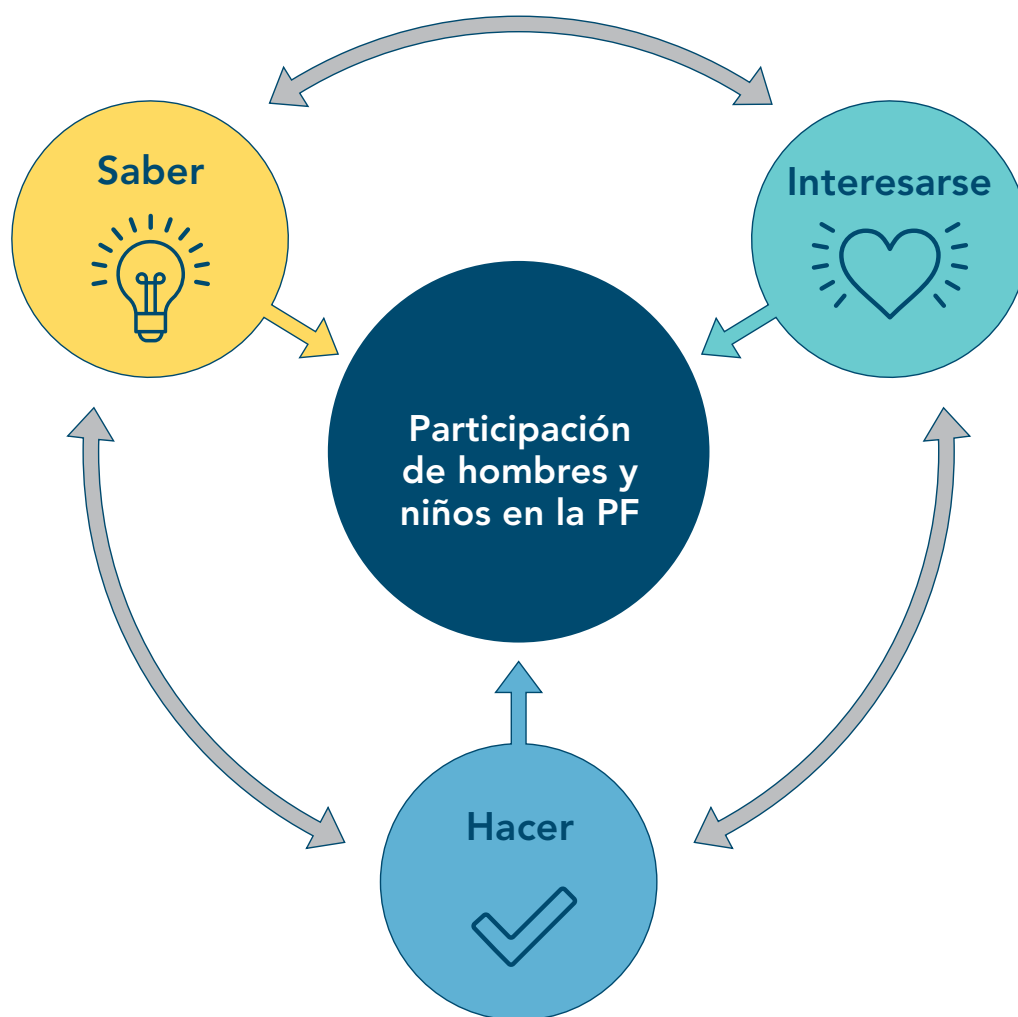 Saber
Interesarse
Participación
de hombres y
niños en la PF
Hacer